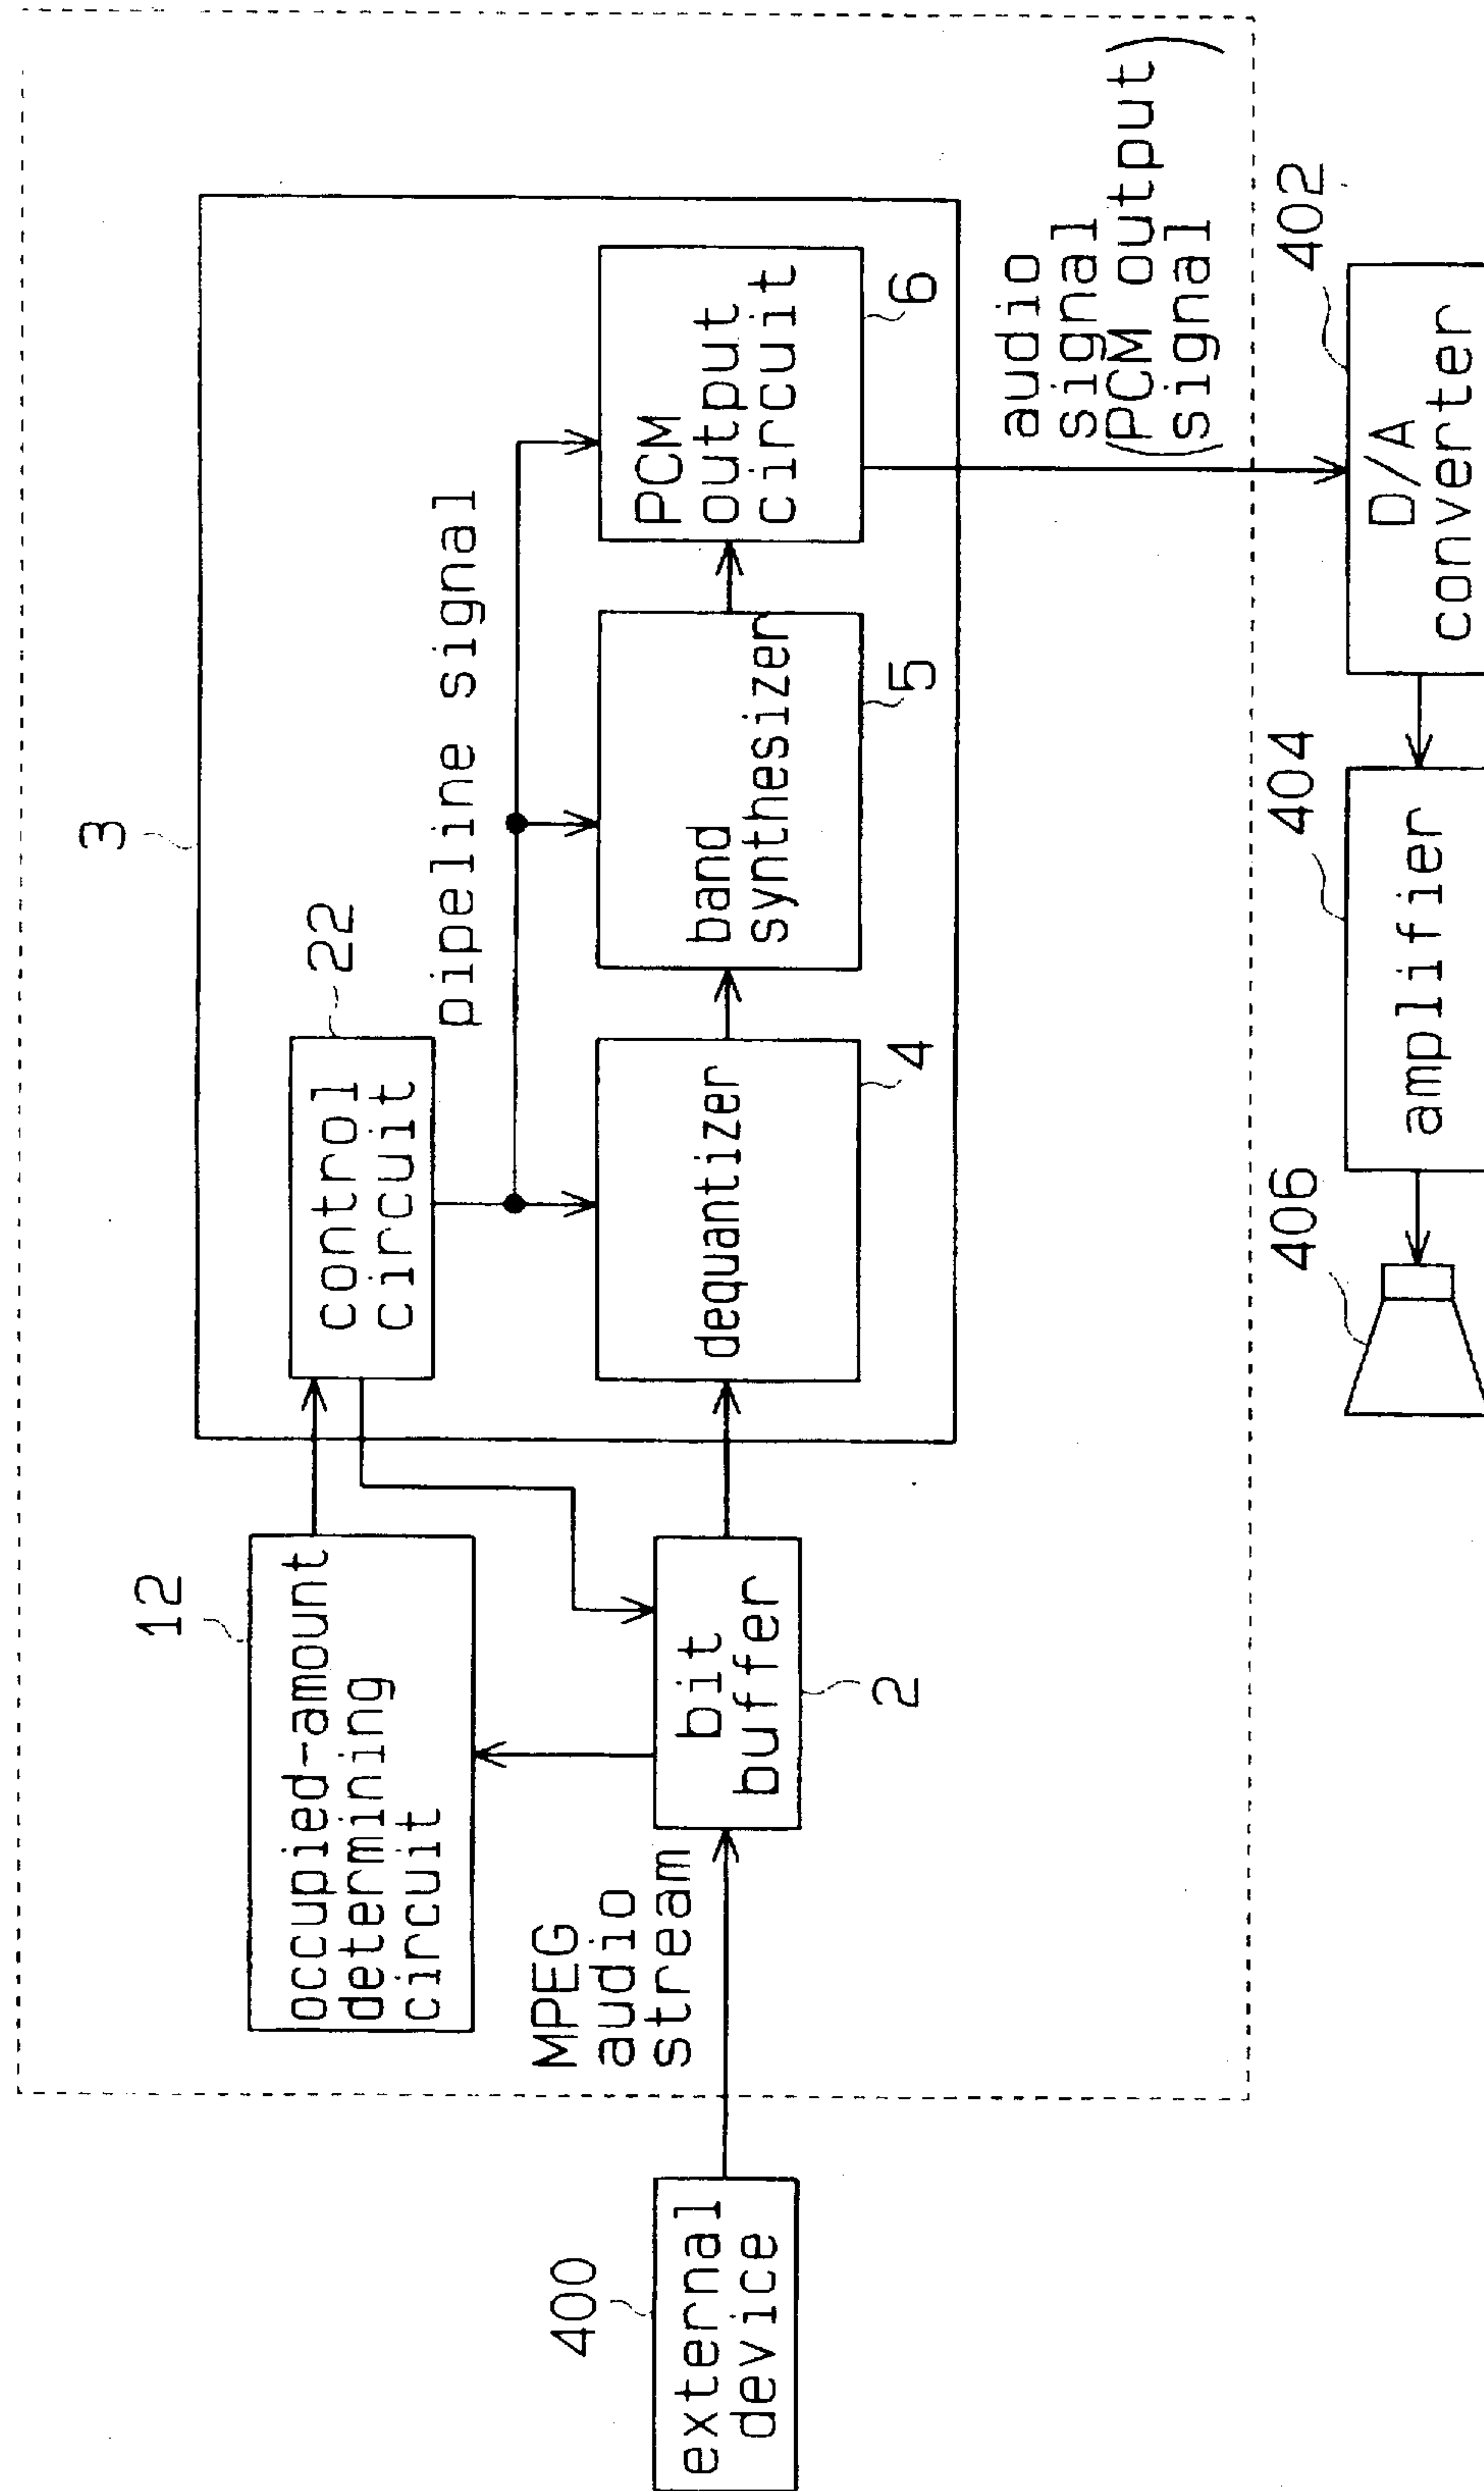 3
12
occupied-amount
determining
circuit
control
circuit
22
pipeline signal
400
external
device
MPEG
audio
stream
bit
buffer
2
dequantizer
4
band
synthesizer
5
PCM
output
circuit
6
audio
signal
(PCM output)
(signal)
406
404
amplifier
402
D/A
converter